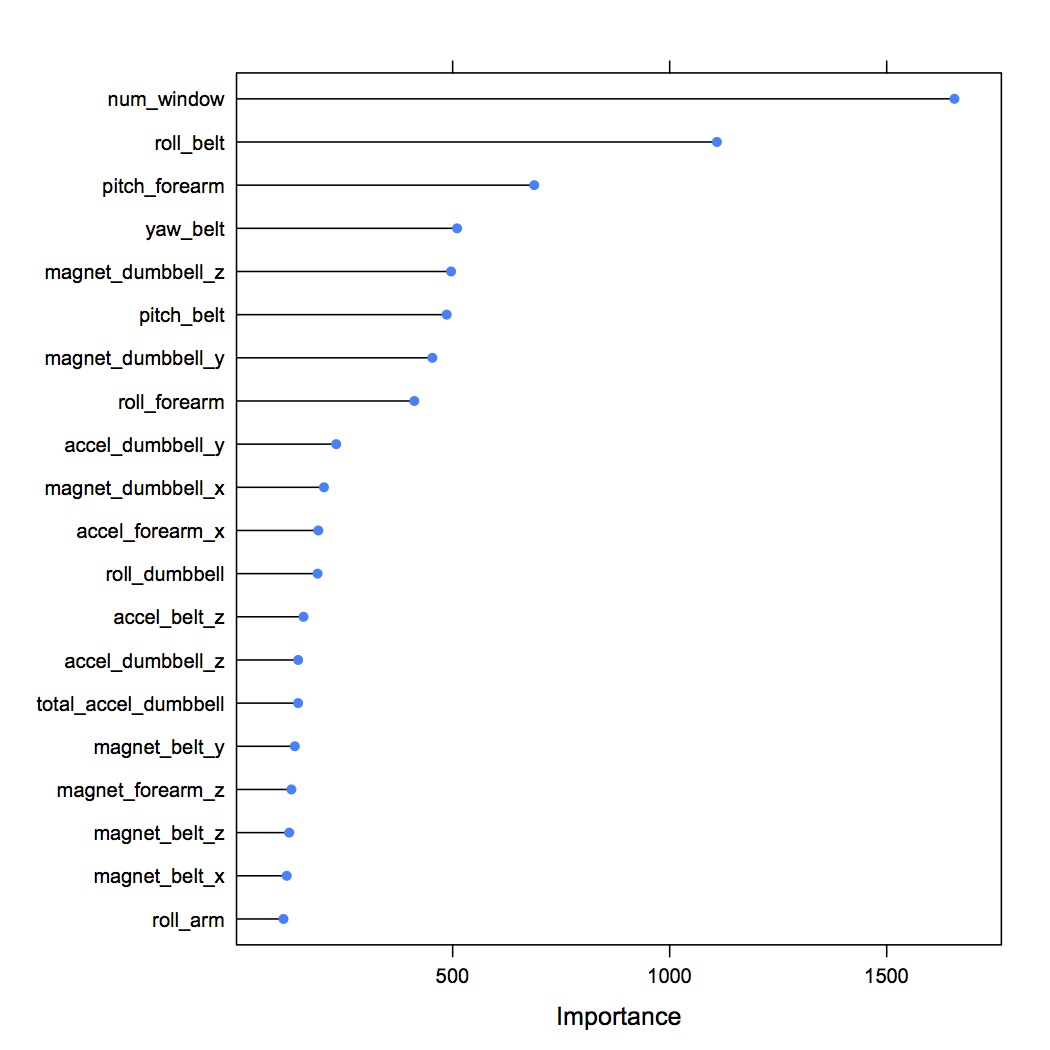 num_window
roll_belt
pitch_forearm
yaw_belt
magnet_dumbbell_z
pitch_belt
magnet_dumbbell_y
roll_forearm
accel_dumbbell_y
magnet_dumbbell_x
accel_forearm_x
roll_dumbbell
accel_belt_z
accel_dumbbell_z
total_accel_dumbbell
magnet_belt_y
magnet_forearm_z
magnet_belt_z
magnet_belt_x
roll_arm
500 1000 1500
Importance